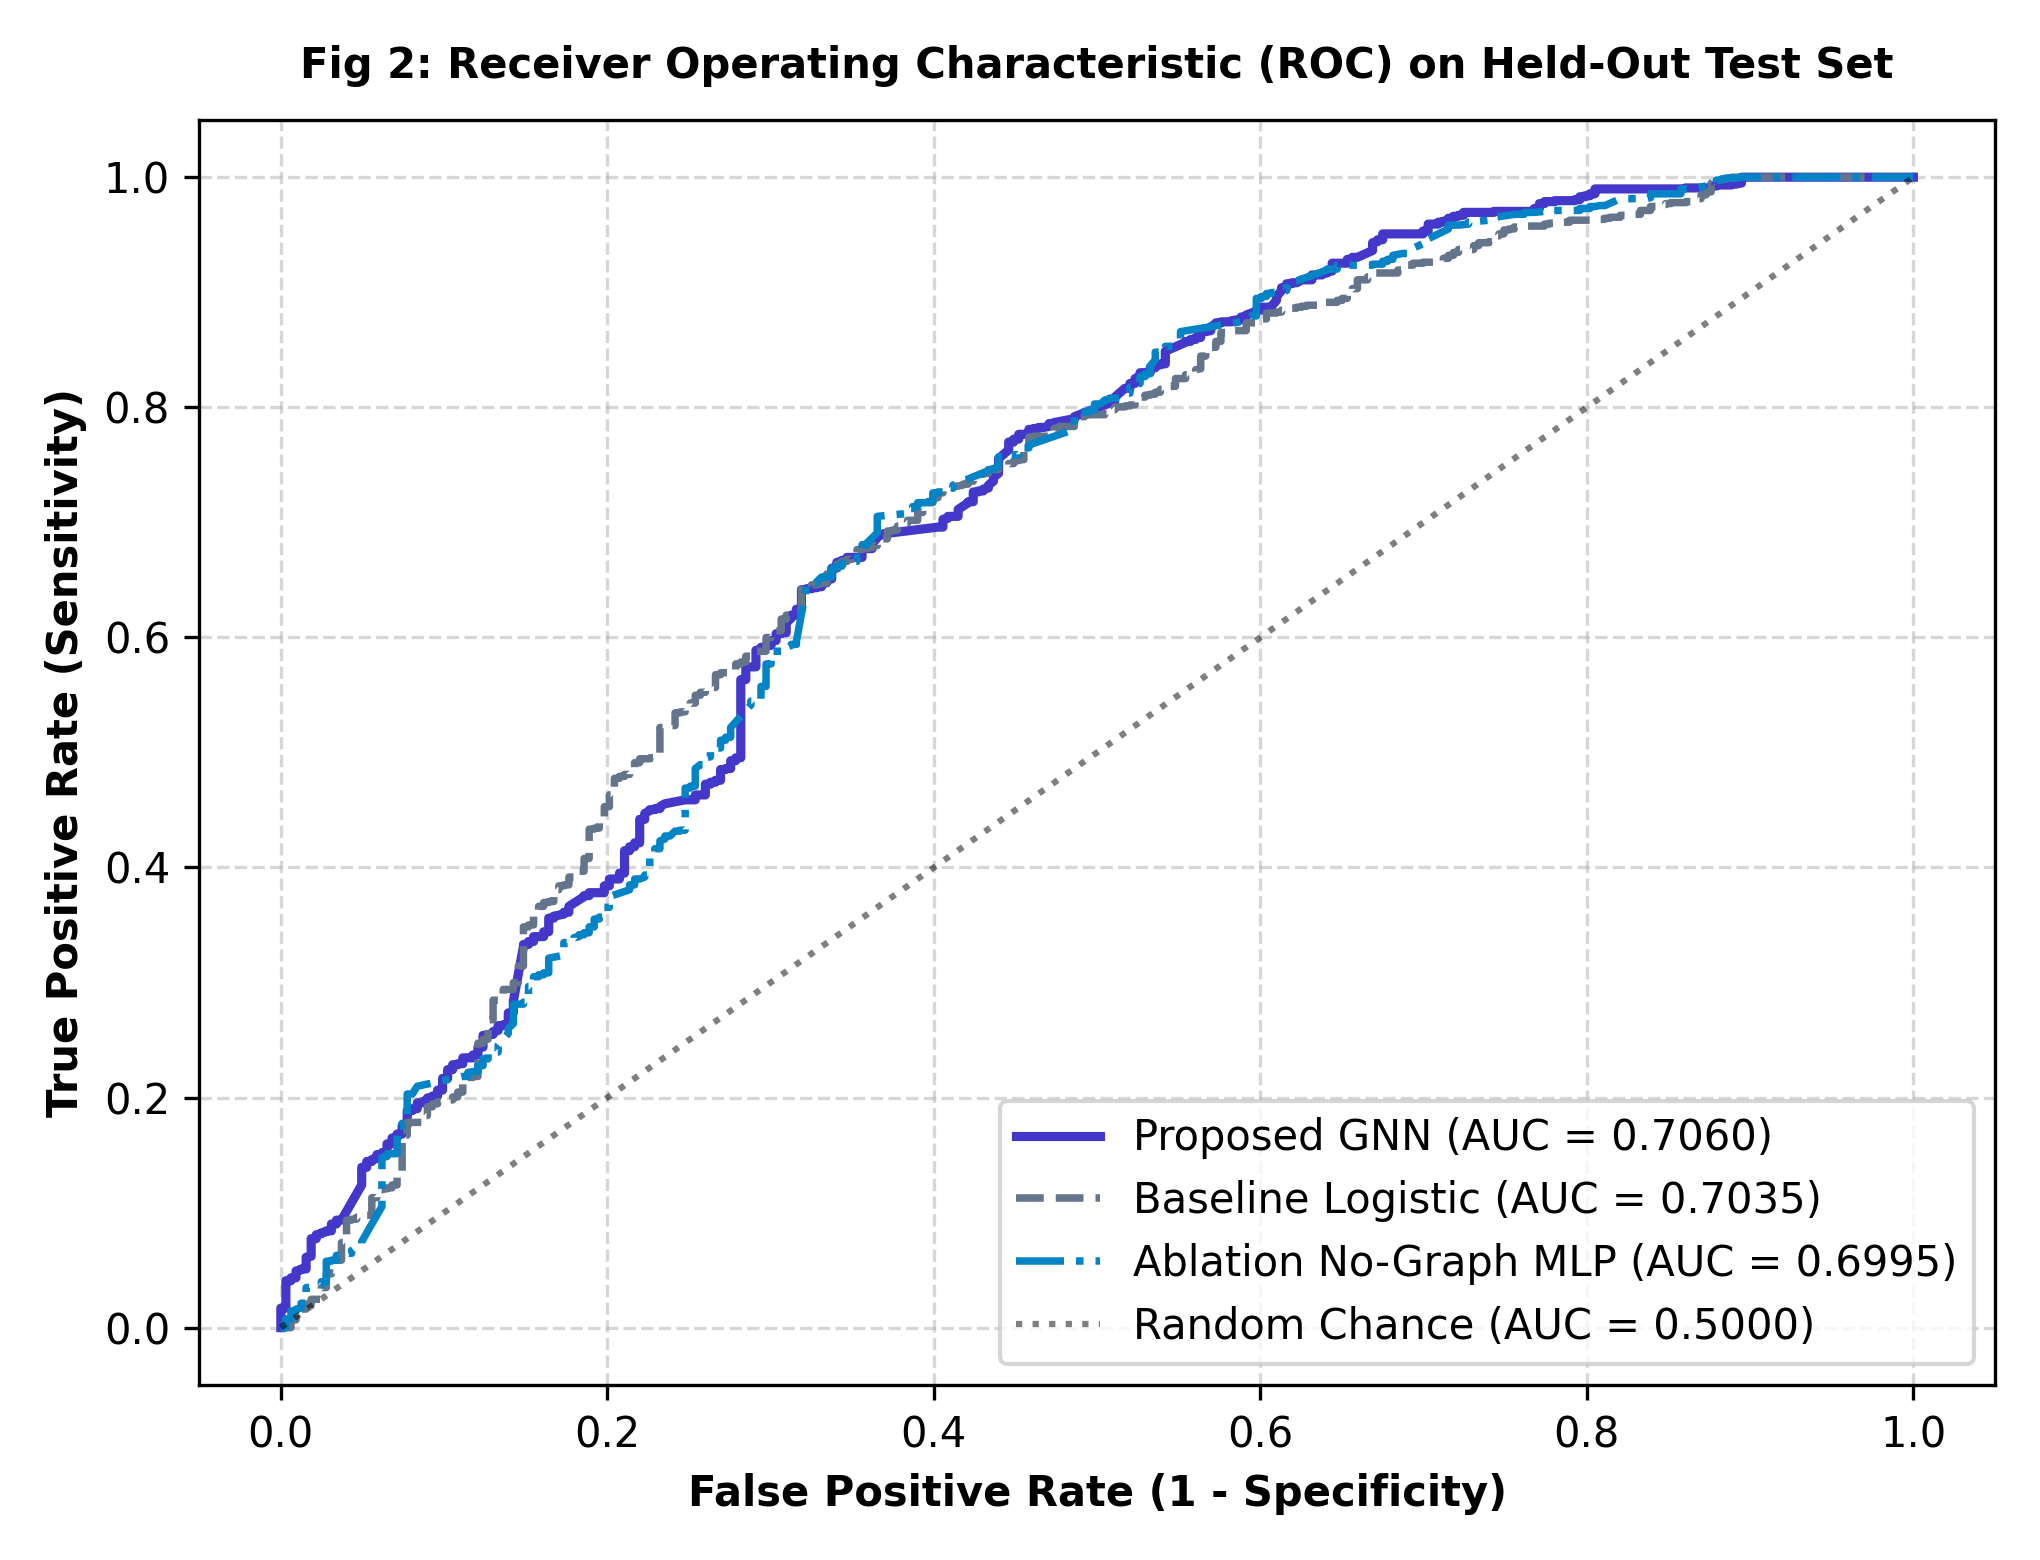 Fig 2: Receiver Operating Characteristic (ROC) on Held-Out Test Set
True Positive Rate (Sensitivity)
1.0
0.8
0.6
0.4
0.2
0.0
Proposed GNN (AUC = 0.7060)
Baseline Logistic (AUC = 0.7035)
Ablation No-Graph MLP (AUC = 0.6995)
Random Chance (AUC = 0.5000)
0.0 0.2 0.4 0.6 0.8 1.0
False Positive Rate (1 - Specificity)